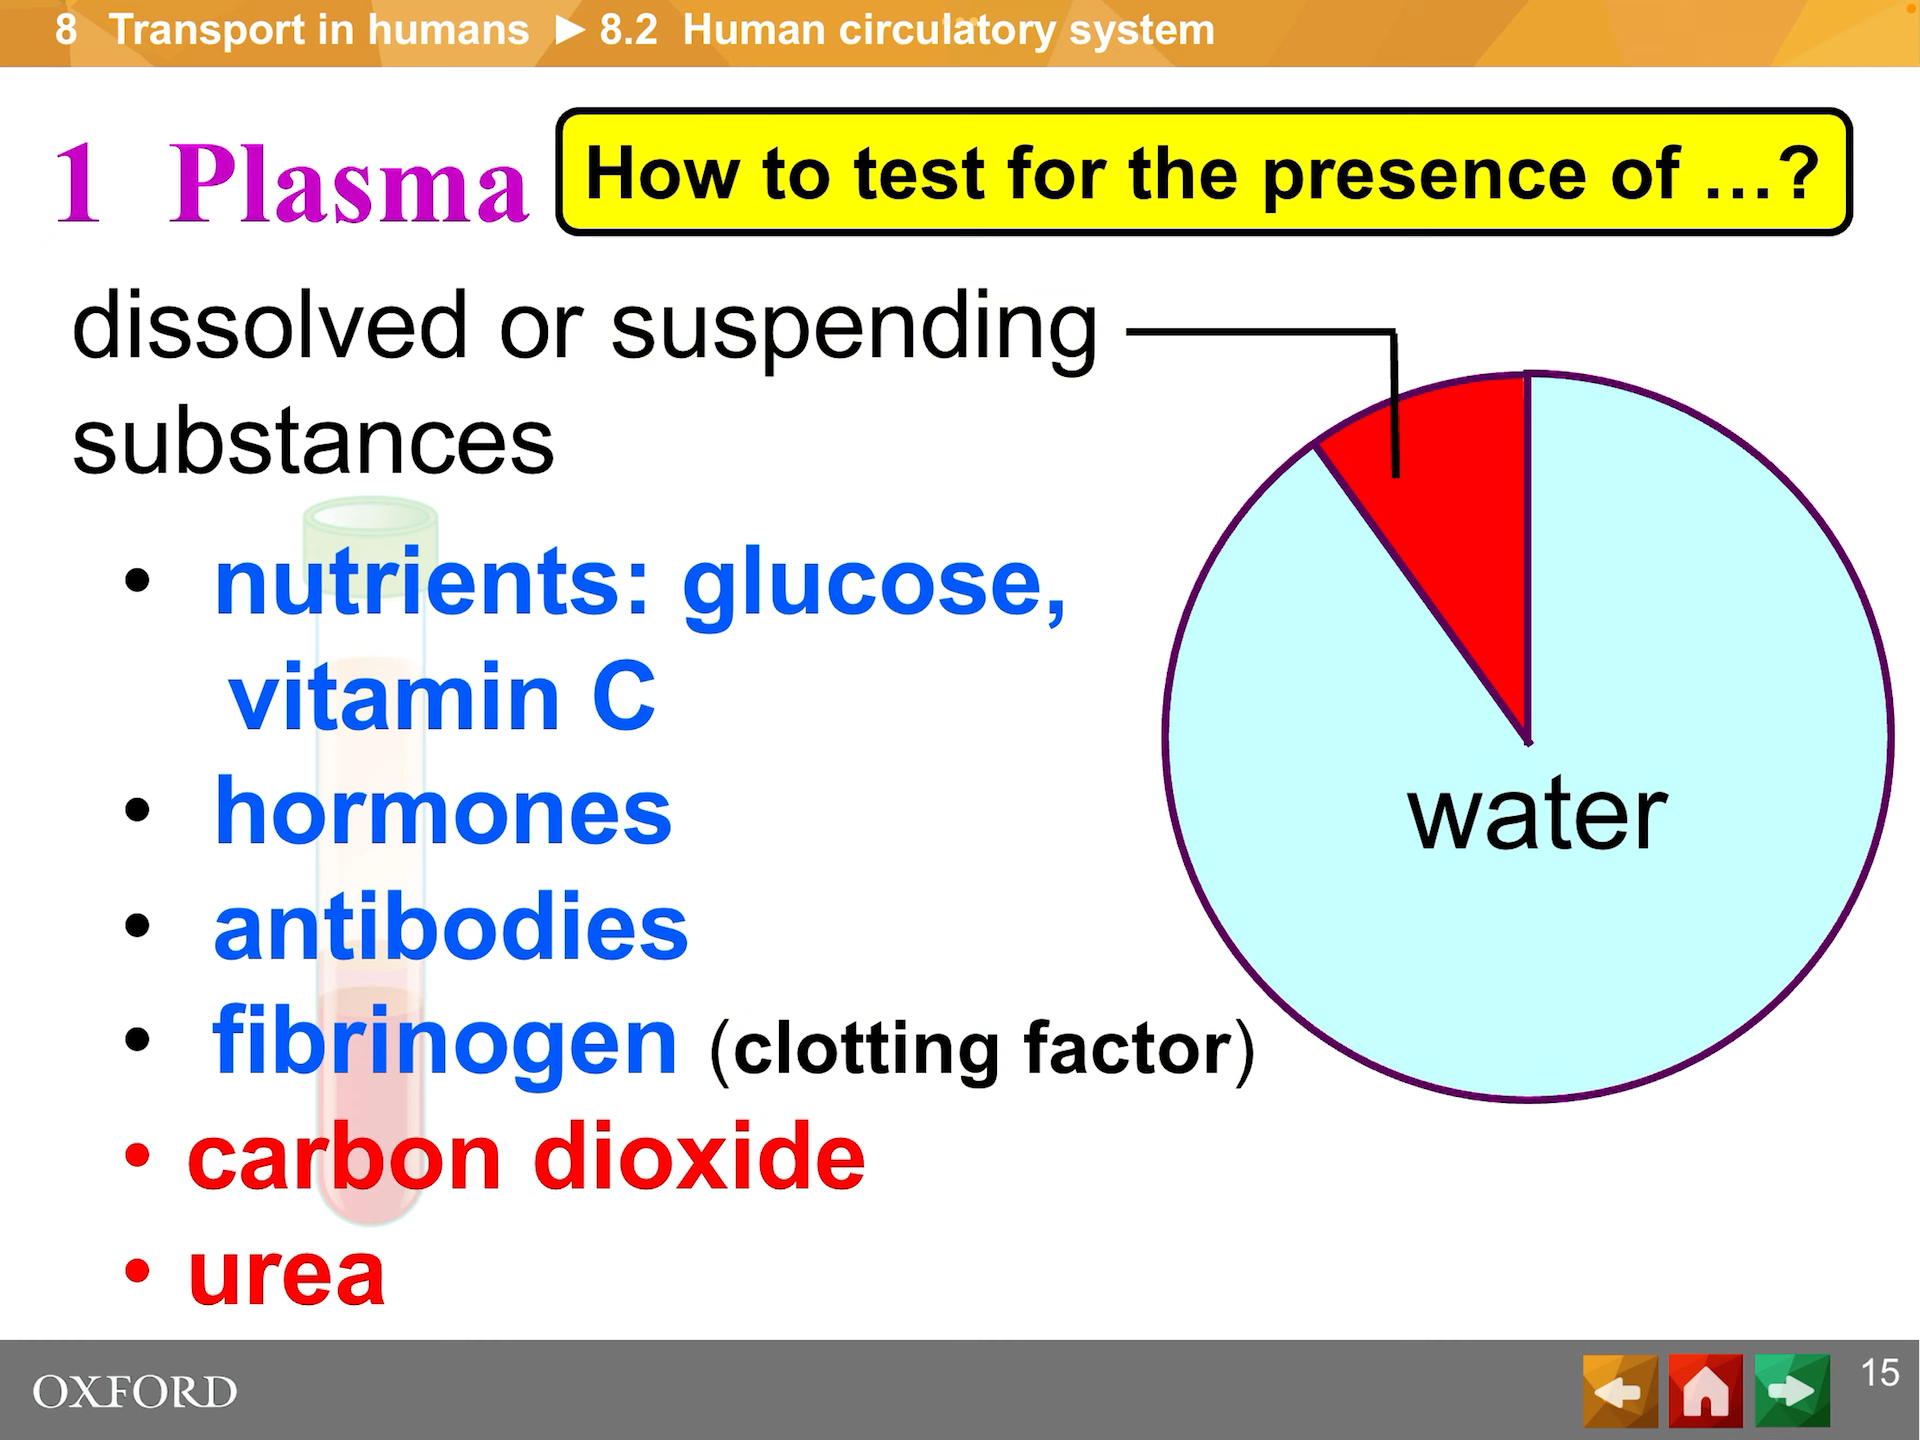 8 Transport in humans ► 8.2 Human circulatory system
1 Plasma
How to test for the presence of …?
dissolved or suspending
substances
• nutrients: glucose,
vitamin C
• hormones
• antibodies
• fibrinogen (clotting factor)
• carbon dioxide
• urea
water
OXFORD
15